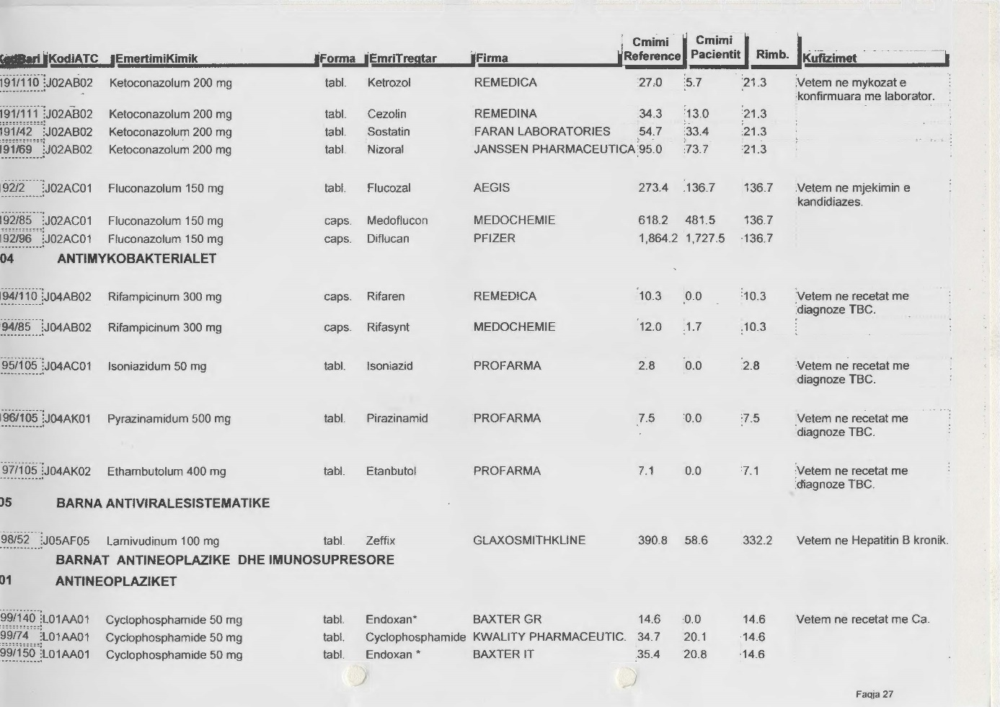 KodBari KodiATC EmertimiKimik Forma EmriTregtar Firma Cmimi Reference Cmimi Pacientit Rimb. Kufizimet
191/110 J02AB02 Ketoconazolum 200 mg tabl. Ketrozol REMEDICA 27.0 5.7 21.3 Vetem ne mykozat e
konfirmuara me laborator.
191/111 J02AB02 Ketoconazolum 200 mg tabl. Cezolin REMEDINA 34.3 13.0 21.3
191/42 J02AB02 Ketoconazolum 200 mg tabl. Sostatin FARAN LABORATORIES 54.7 33.4 21.3
191/69 J02AB02 Ketoconazolum 200 mg tabl. Nizoral JANSSEN PHARMACEUTICA 95.0 73.7 21.3
192/2 J02AC01 Fluconazolum 150 mg tabl. Flucozal AEGIS 273.4 136.7 136.7 Vetem ne mjekimin e
kandidiazes.
192/85 J02AC01 Fluconazolum 150 mg caps. Medoflucon MEDOCHEMIE 618.2 481.5 136.7
192/96 J02AC01 Fluconazolum 150 mg caps. Diflucan PFIZER 1,864.2 1,727.5 136.7
04 ANTIMYKOBAKTERIALET
194/110 J04AB02 Rifampicinum 300 mg caps. Rifaren REMEDICA 10.3 0.0 10.3 Vetem ne recetat me
diagnoze TBC.
94/85 J04AB02 Rifampicinum 300 mg caps. Rifasynt MEDOCHEMIE 12.0 1.7 10.3
95/105 J04AC01 Isoniazidum 50 mg tabl. Isoniazid PROFARMA 2.8 0.0 2.8 Vetem ne recetat me
diagnoze TBC.
196/105 J04AK01 Pyrazinamidum 500 mg tabl. Pirazinamid PROFARMA 7.5 0.0 7.5 Vetem ne recetat me
diagnoze TBC.
97/105 J04AK02 Ethambutolum 400 mg tabl. Etanbutol PROFARMA 7.1 0.0 7.1 Vetem ne recetat me
diagnoze TBC.
05 BARNA ANTIVIRALESISTEMATIKE
98/52 J05AF05 Lamivudinum 100 mg tabl. Zeffix GLAXOSMITHKLINE 390.8 58.6 332.2 Vetem ne Hepatitin B kronik.
BARNAT ANTINEOPLAZIKE DHE IMUNOSUPRESORE
01 ANTINEOPLAZIKET
99/140 L01AA01 Cyclophosphamide 50 mg tabl. Endoxan* BAXTER GR 14.6 0.0 14.6 Vetem ne recetat me Ca.
99/74 L01AA01 Cyclophosphamide 50 mg tabl. Cyclophosphamide KWALITY PHARMACEUTIC. 34.7 20.1 14.6
99/150 L01AA01 Cyclophosphamide 50 mg tabl. Endoxan * BAXTER IT 35.4 20.8 14.6
Faqja 27